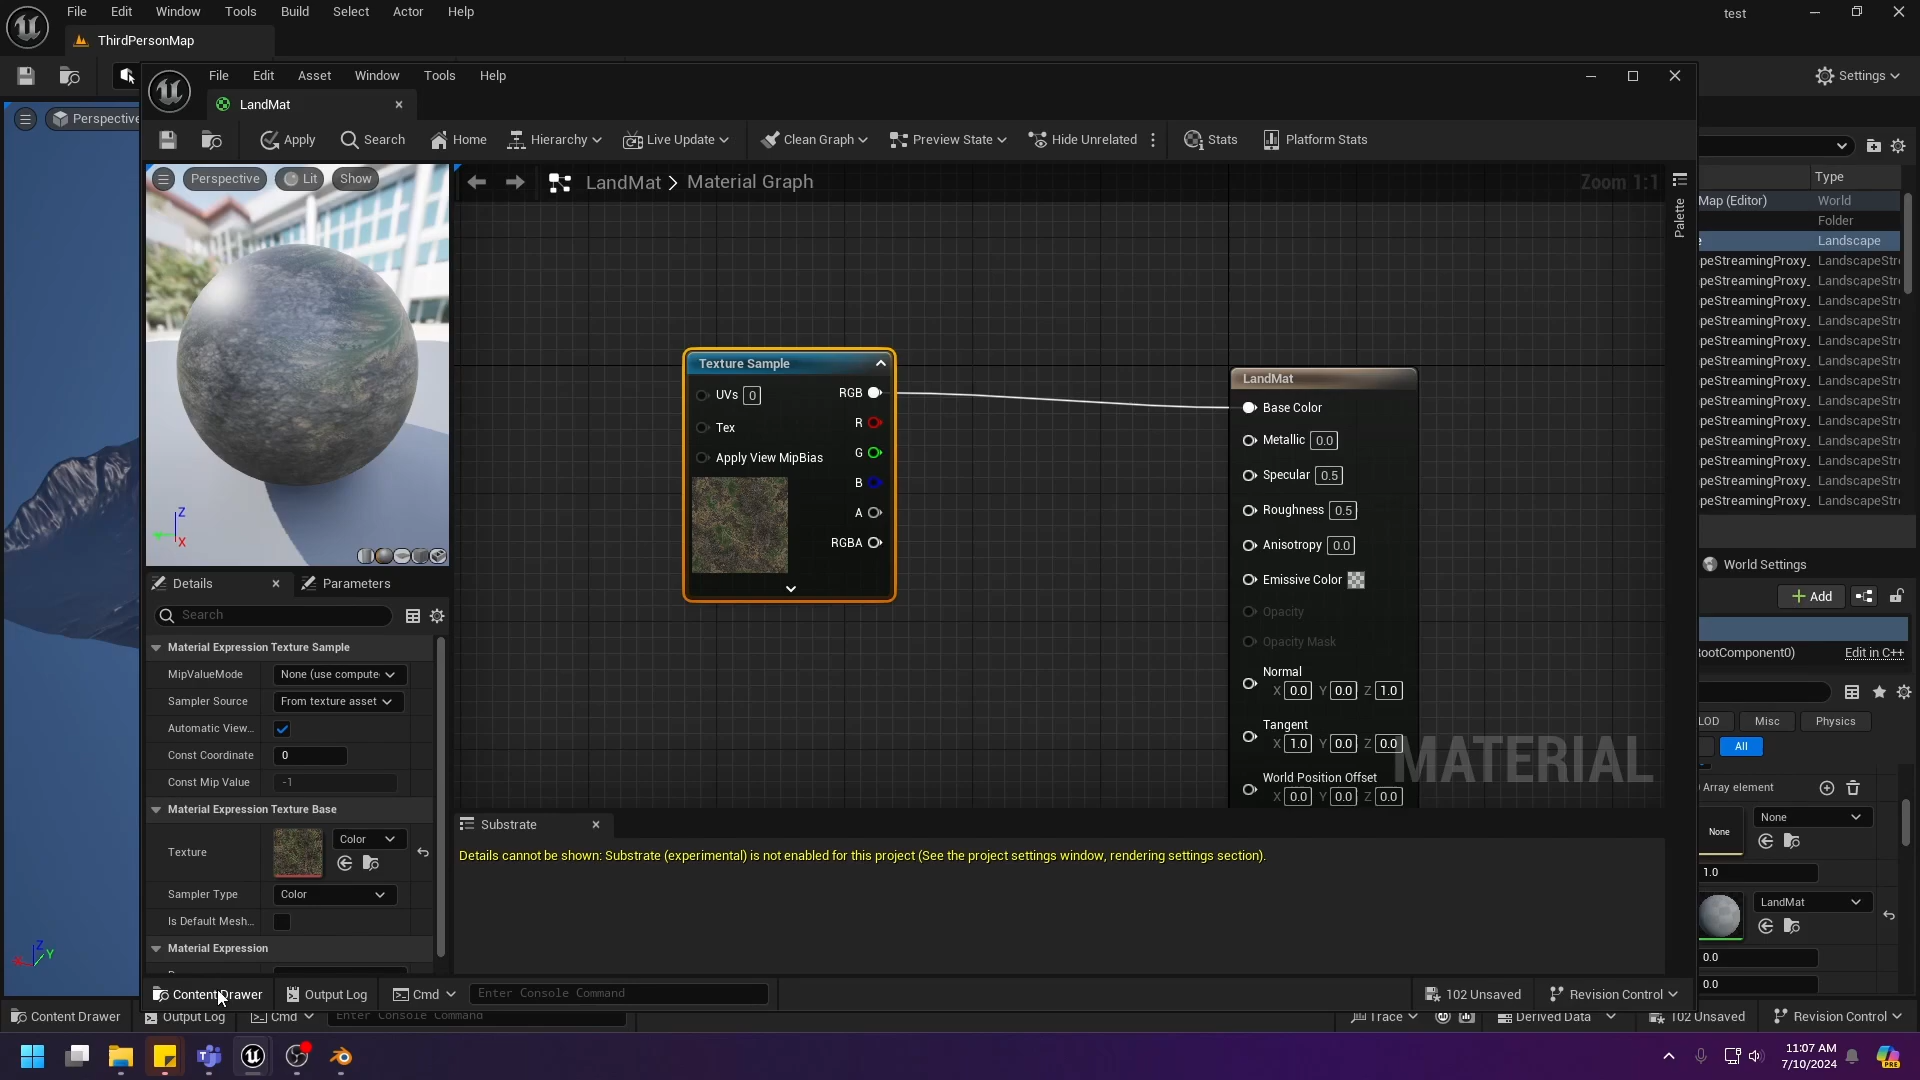 File Edit Window Tools Build Select Actor Help
test
ThirdPersonMap
Settings
File Edit Asset Window Tools Help
LandMat
Apply Search Home Hierarchy Live Update Clean Graph Preview State Hide Unrelated Stats Platform Stats
Perspective
Perspective Lit Show
LandMat > Material Graph
Zoom 1:1
Palette
Type
Map (Editor) World
Folder
e Landscape
peStreamingProxy_ LandscapeStr
peStreamingProxy_ LandscapeStr
peStreamingProxy_ LandscapeStr
peStreamingProxy_ LandscapeStr
peStreamingProxy_ LandscapeStr
peStreamingProxy_ LandscapeStr
peStreamingProxy_ LandscapeStr
peStreamingProxy_ LandscapeStr
peStreamingProxy_ LandscapeStr
peStreamingProxy_ LandscapeStr
peStreamingProxy_ LandscapeStr
peStreamingProxy_ LandscapeStr
peStreamingProxy_ LandscapeStr
Texture Sample
UVs 0 RGB
R
Tex
G
Apply View MipBias
B
A
RGBA
LandMat
Base Color
Metallic 0.0
Specular 0.5
Roughness 0.5
Anisotropy 0.0
Emissive Color
Opacity
Opacity Mask
Normal
X 0.0 Y 0.0 Z 1.0
Tangent
X 1.0 Y 0.0 Z 0.0
World Position Offset
X 0.0 Y 0.0 Z 0.0
MATERIAL
Z
X
Details Parameters
Search
Material Expression Texture Sample
MipValueMode None (use compute
Sampler Source From texture asset
Automatic View...
Const Coordinate 0
Const Mip Value -1
Material Expression Texture Base
Texture Color
Sampler Type Color
Is Default Mesh...
Material Expression
Substrate
Details cannot be shown: Substrate (experimental) is not enabled for this project (See the project settings window, rendering settings section).
World Settings
Add
RootComponent0) Edit in C++
LOD Misc Physics
All
Array element
None None
1.0
LandMat
0.0
0.0
Z
Y
Content Drawer Output Log Cmd Enter Console Command 102 Unsaved Revision Control
Content Drawer Output Log Cmd Enter Console Command Trace Derived Data 102 Unsaved Revision Control
11:07 AM
7/10/2024
PRE